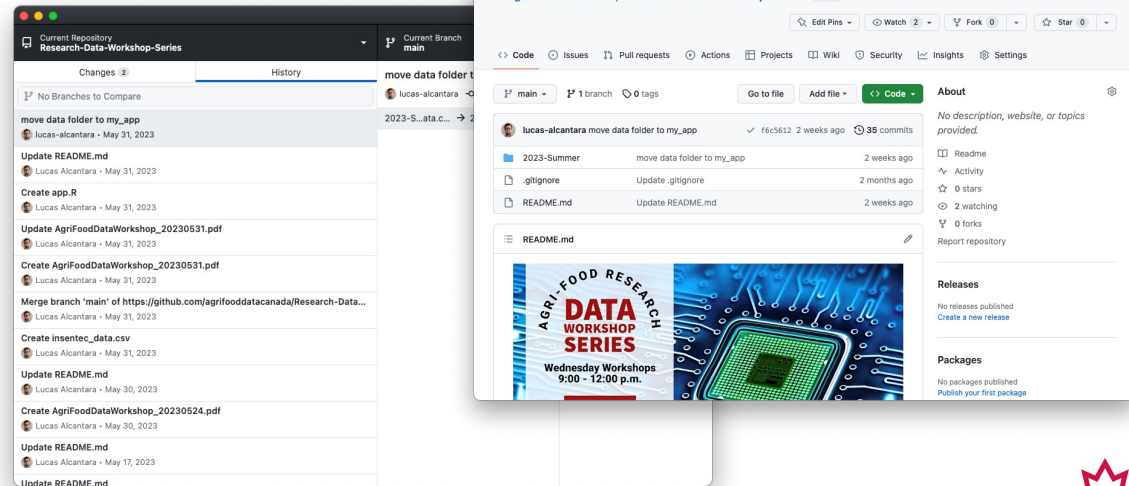 Current Repository
Research-Data-Workshop-Series
Current Branch
main
Changes 2
History
No Branches to Compare
move data folder to my_app
lucas-alcantara • May 31, 2023
Update README.md
Lucas Alcantara • May 31, 2023
Create app.R
Lucas Alcantara • May 31, 2023
Update AgriFoodDataWorkshop_20230531.pdf
Lucas Alcantara • May 31, 2023
Create AgriFoodDataWorkshop_20230531.pdf
Lucas Alcantara • May 31, 2023
Merge branch 'main' of https://github.com/agrifooddatacanada/Research-Data...
Lucas Alcantara • May 31, 2023
Create insentec_data.csv
Lucas Alcantara • May 31, 2023
Update README.md
Lucas Alcantara • May 30, 2023
Create AgriFoodDataWorkshop_20230524.pdf
Lucas Alcantara • May 30, 2023
Update README.md
Lucas Alcantara • May 17, 2023
Update README.md
move data folder t
lucas-alcantara
2023-S...ata.c... → 2
Edit Pins
Watch 2
Fork 0
Star 0
Code
Issues
Pull requests
Actions
Projects
Wiki
Security
Insights
Settings
main
1 branch
0 tags
Go to file
Add file
Code
lucas-alcantara move data folder to my_app
f6c5612 2 weeks ago
35 commits
2023-Summer
move data folder to my_app
2 weeks ago
.gitignore
Update .gitignore
2 months ago
README.md
Update README.md
2 weeks ago
README.md
AGRI-FOOD RESEARCH
DATA
WORKSHOP
SERIES
Wednesday Workshops
9:00 - 12:00 p.m.
About
No description, website, or topics
provided.
Readme
Activity
0 stars
2 watching
0 forks
Report repository
Releases
No releases published
Create a new release
Packages
No packages published
Publish your first package